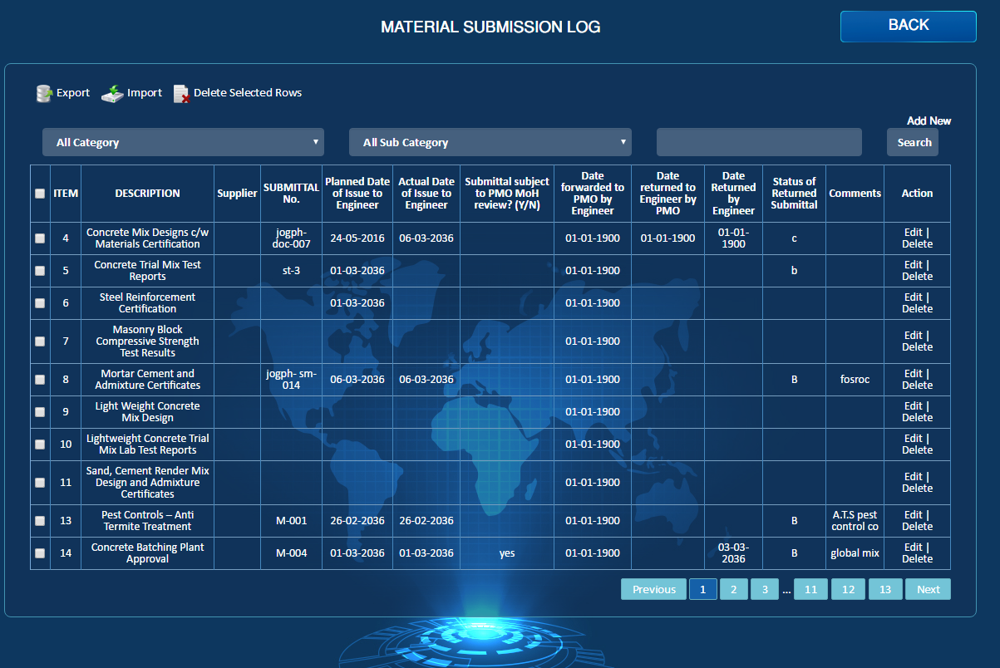 MATERIAL SUBMISSION LOG
BACK
Export Import Delete Selected Rows
Add New
All Category All Sub Category Search
ITEM DESCRIPTION Supplier SUBMITTAL No. Planned Date of Issue to Engineer Actual Date of Issue to Engineer Submittal subject to PMO MoH review? (Y/N) Date forwarded to PMO by Engineer Date returned to Engineer by PMO Date Returned by Engineer Status of Returned Submittal Comments Action
4 Concrete Mix Designs c/w Materials Certification jogph-doc-007 24-05-2016 06-03-2036 01-01-1900 01-01-1900 01-01-1900 c Edit | Delete
5 Concrete Trial Mix Test Reports st-3 01-03-2036 01-01-1900 b Edit | Delete
6 Steel Reinforcement Certification 01-03-2036 01-01-1900 Edit | Delete
7 Masonry Block Compressive Strength Test Results 01-01-1900 Edit | Delete
8 Mortar Cement and Admixture Certificates jogph- sm-014 06-03-2036 06-03-2036 01-01-1900 B fosroc Edit | Delete
9 Light Weight Concrete Mix Design 01-01-1900 Edit | Delete
10 Lightweight Concrete Trial Mix Lab Test Reports 01-01-1900 Edit | Delete
11 Sand, Cement Render Mix Design and Admixture Certificates 01-01-1900 Edit | Delete
13 Pest Controls – Anti Termite Treatment M-001 26-02-2036 26-02-2036 01-01-1900 B A.T.S pest control co Edit | Delete
14 Concrete Batching Plant Approval M-004 01-03-2036 01-03-2036 yes 01-01-1900 03-03-2036 B global mix Edit | Delete
Previous 1 2 3 ... 11 12 13 Next